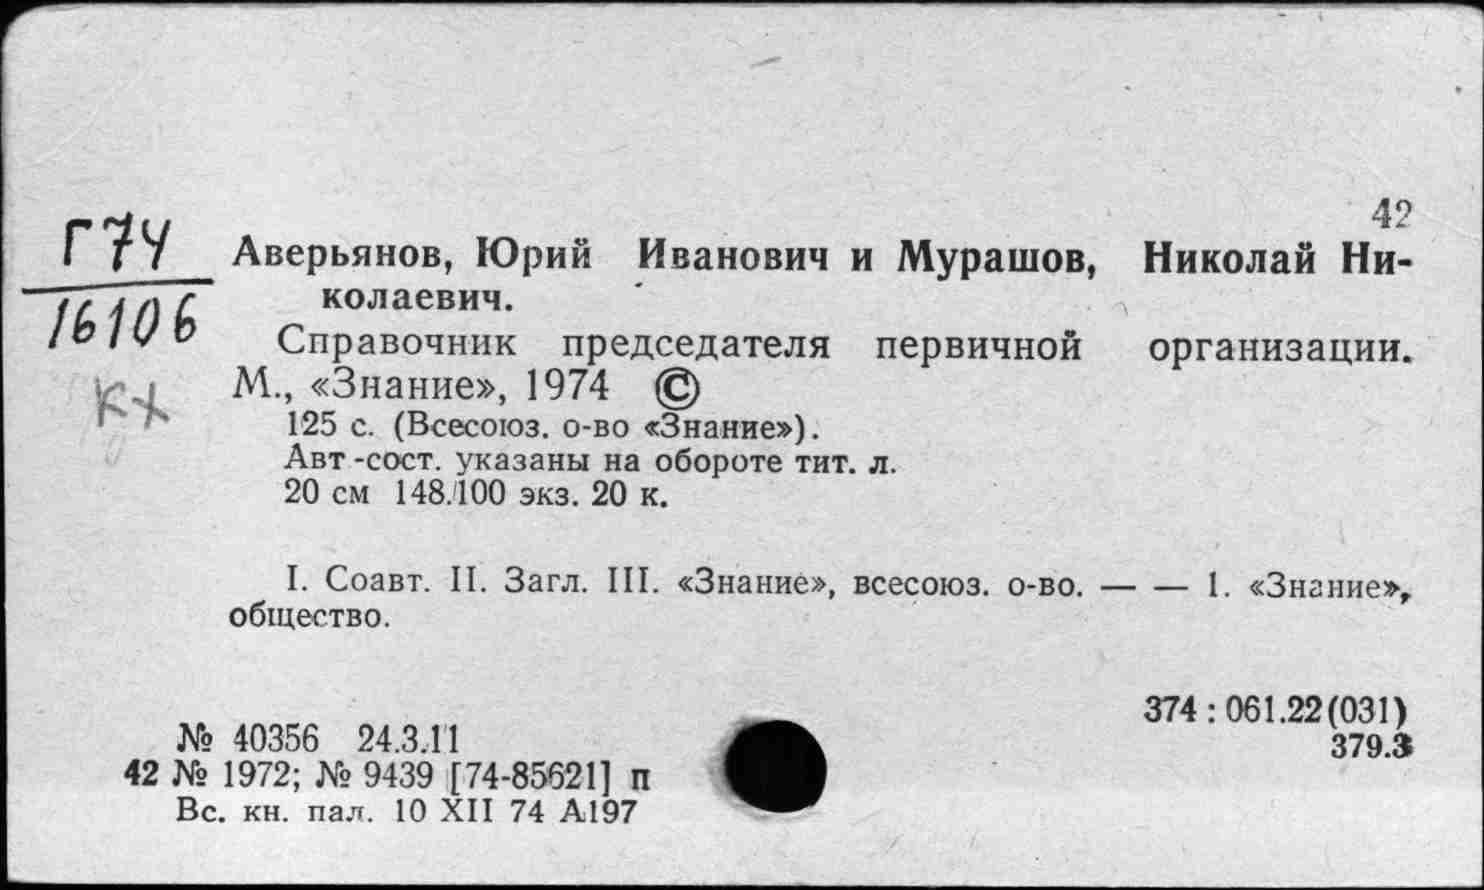 42
Г74
16106
КХ
Аверьянов, Юрий Иванович и Мурашов, Николай Ни-
колаевич.
Справочник председателя первичной организации.
М., «Знание», 1974 ©
125 с. (Всесоюз. о-во «Знание»).
Авт-сост. указаны на обороте тит. л.
20 см 148.100 экз. 20 к.
I. Соавт. II. Загл. III. «Знание», всесоюз. о-во. — — 1. «Знание»,
общество.
374 : 061.22(031)
379.3
№ 40356 24.3.11
42 № 1972; № 9439 [74-85621] п
Вс. кн. пал. 10 XII 74 А197